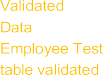 Validated
Data
Employee Test
table validated